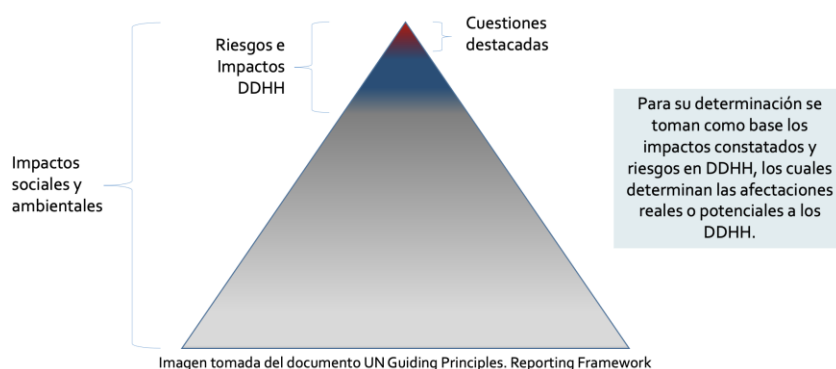 Cuestiones
destacadas
Riesgos e
Impactos
DDHH
Impactos
sociales y
ambientales
Para su determinación se
toman como base los
impactos constatados y
riesgos en DDHH, los cuales
determinan las afectaciones
reales o potenciales a los
DDHH.
Imagen tomada del documento UN Guiding Principles. Reporting Framework